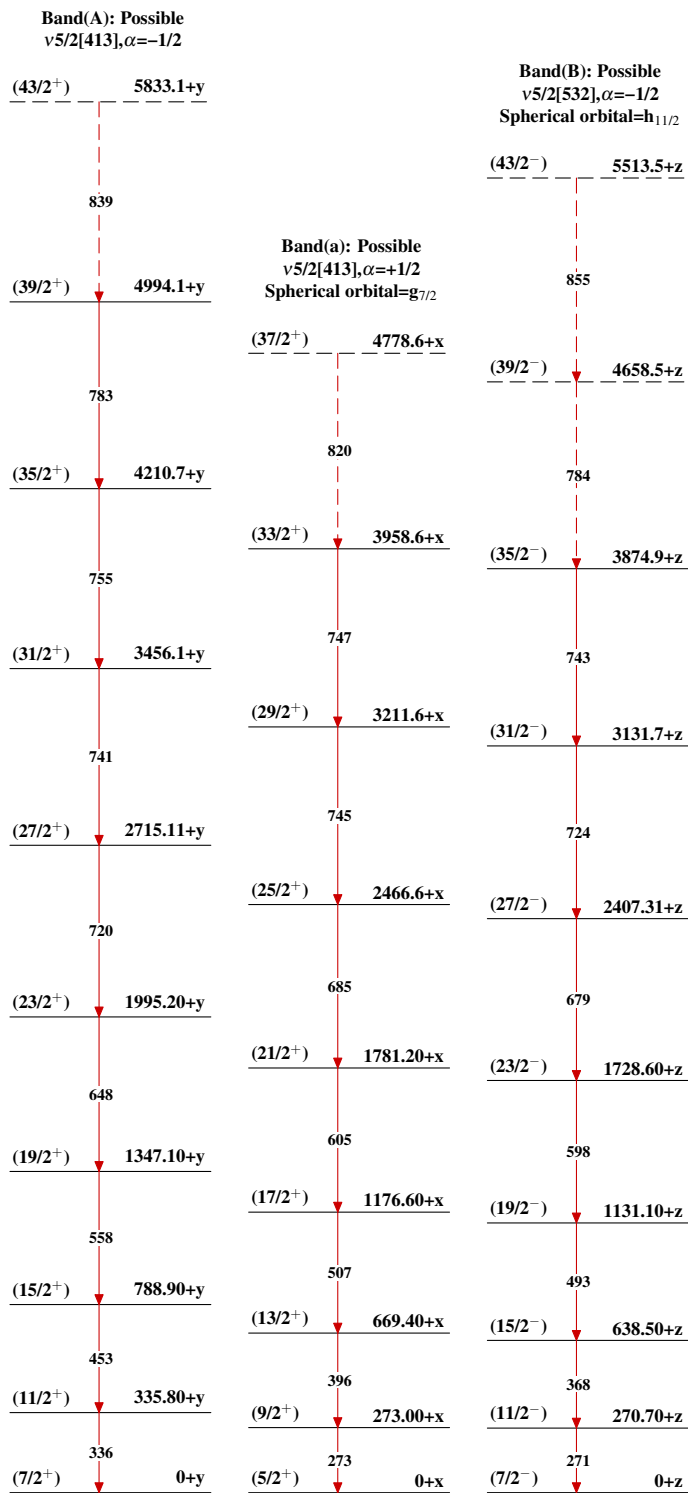 Band(A): Possible
ν5/2[413],α=−1/2
(43/2⁺) 5833.1+y
839
(39/2⁺) 4994.1+y
783
(35/2⁺) 4210.7+y
755
(31/2⁺) 3456.1+y
741
(27/2⁺) 2715.11+y
720
(23/2⁺) 1995.20+y
648
(19/2⁺) 1347.10+y
558
(15/2⁺) 788.90+y
453
(11/2⁺) 335.80+y
336
(7/2⁺) 0+y
Band(a): Possible
ν5/2[413],α=+1/2
Spherical orbital=g₇/₂
(37/2⁺) 4778.6+x
820
(33/2⁺) 3958.6+x
747
(29/2⁺) 3211.6+x
745
(25/2⁺) 2466.6+x
685
(21/2⁺) 1781.20+x
605
(17/2⁺) 1176.60+x
507
(13/2⁺) 669.40+x
396
(9/2⁺) 273.00+x
273
(5/2⁺) 0+x
Band(B): Possible
ν5/2[532],α=−1/2
Spherical orbital=h₁₁/₂
(43/2⁻) 5513.5+z
855
(39/2⁻) 4658.5+z
784
(35/2⁻) 3874.9+z
743
(31/2⁻) 3131.7+z
724
(27/2⁻) 2407.31+z
679
(23/2⁻) 1728.60+z
598
(19/2⁻) 1131.10+z
493
(15/2⁻) 638.50+z
368
(11/2⁻) 270.70+z
271
(7/2⁻) 0+z